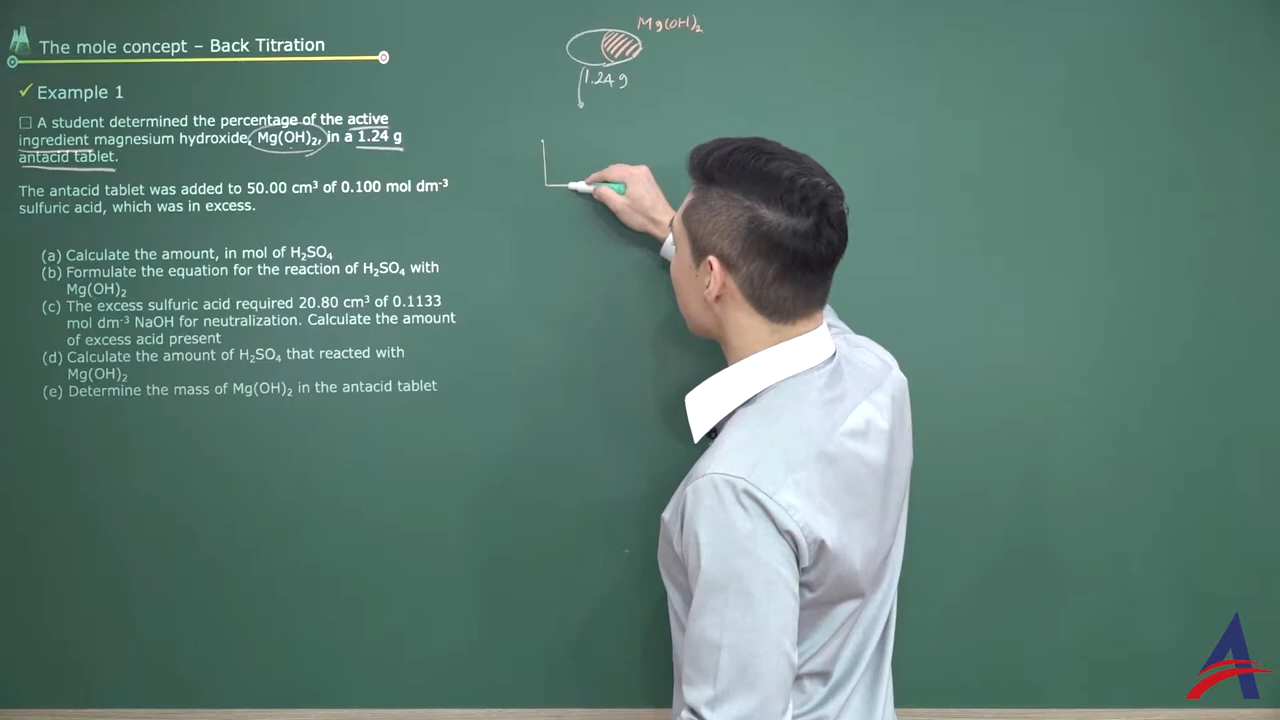 The mole concept – Back Titration
✓ Example 1
☐ A student determined the percentage of the active
ingredient magnesium hydroxide, Mg(OH)₂, in a 1.24 g
antacid tablet.
The antacid tablet was added to 50.00 cm³ of 0.100 mol dm⁻³
sulfuric acid, which was in excess.
(a) Calculate the amount, in mol of H₂SO₄
(b) Formulate the equation for the reaction of H₂SO₄ with
Mg(OH)₂
(c) The excess sulfuric acid required 20.80 cm³ of 0.1133
mol dm⁻³ NaOH for neutralization. Calculate the amount
of excess acid present
(d) Calculate the amount of H₂SO₄ that reacted with
Mg(OH)₂
(e) Determine the mass of Mg(OH)₂ in the antacid tablet
Mg(OH)₂
1.24 g